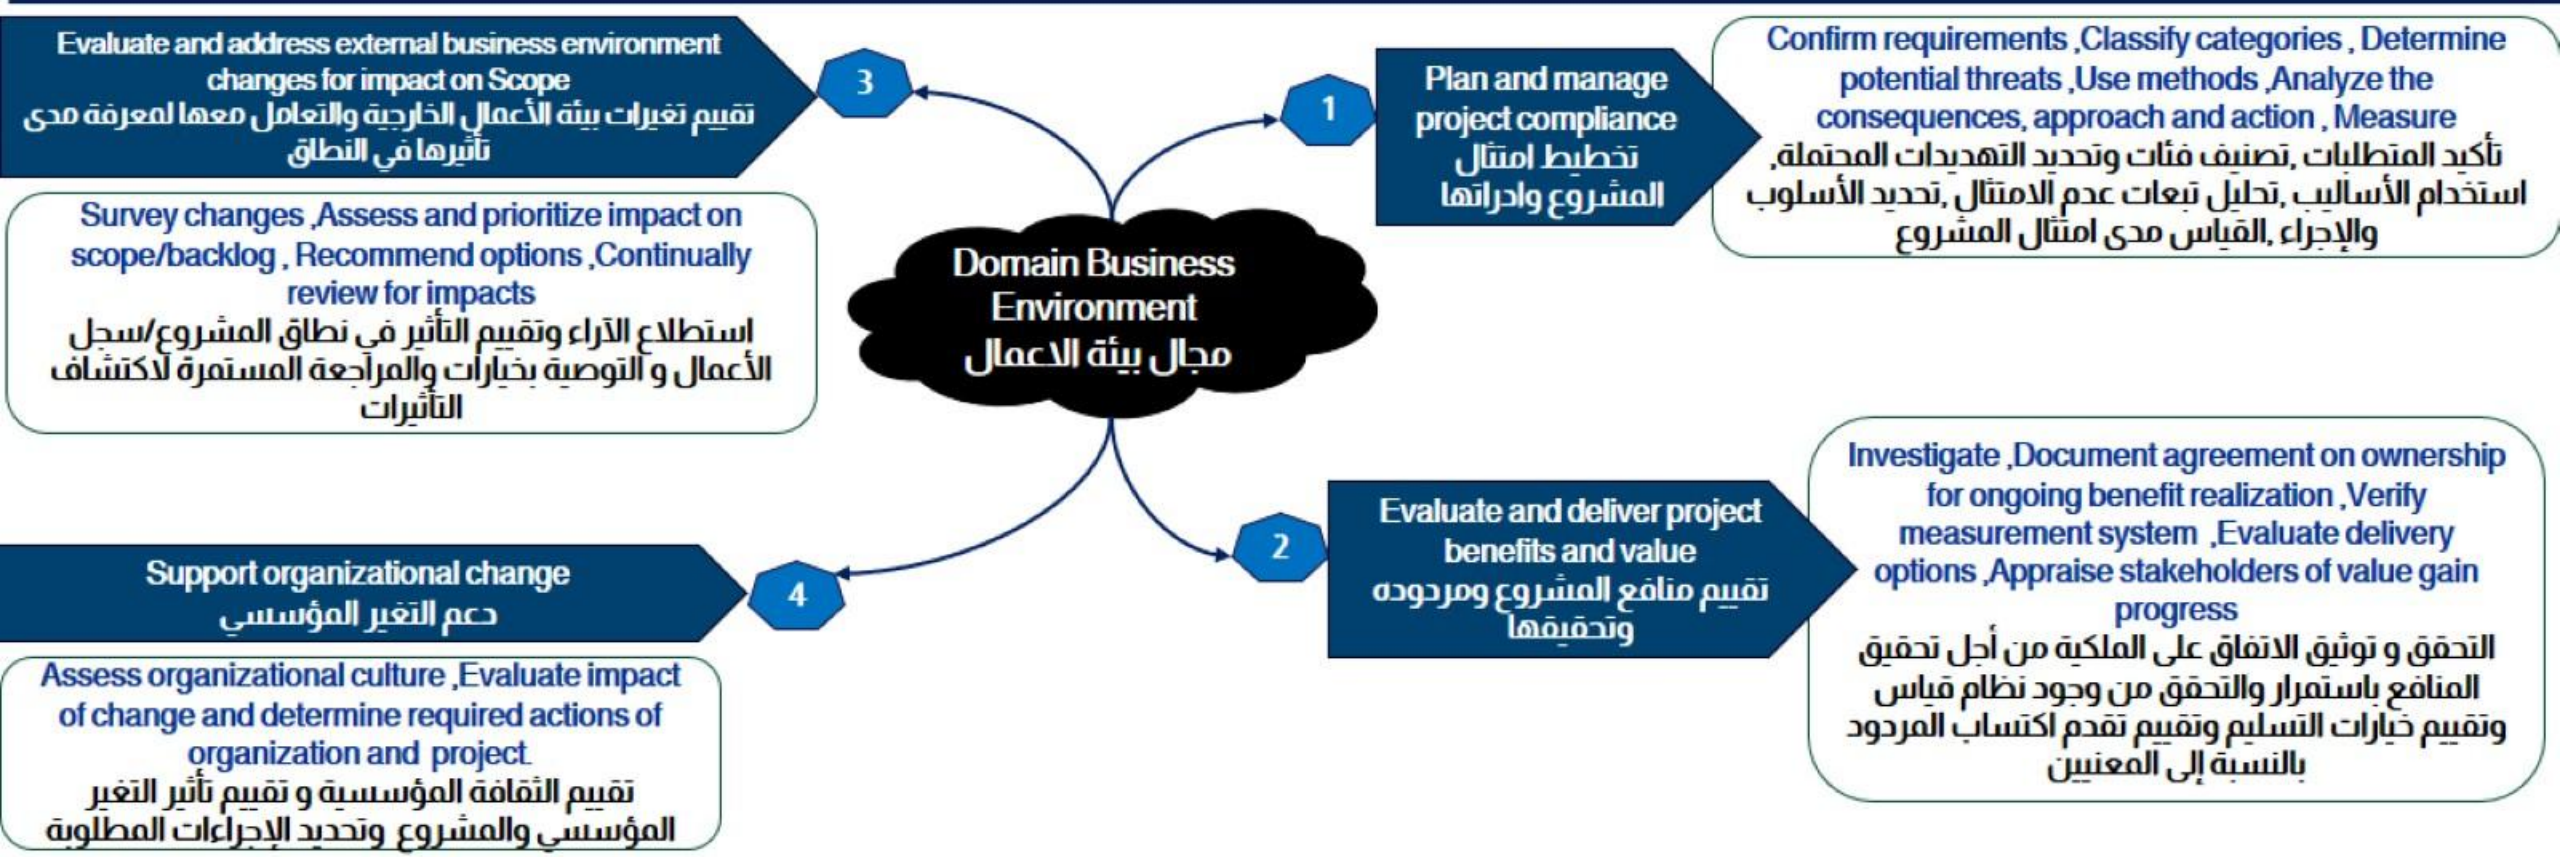 Domain Business
Environment
مجال بيئة الاعمال
1
Plan and manage
project compliance
تخطيط امتثال
المشروع وادراتها
Confirm requirements ,Classify categories , Determine
potential threats ,Use methods ,Analyze the
consequences, approach and action , Measure
تأكيد المتطلبات ,تصنيف فئات وتحديد التهديدات المحتملة,
استخدام الأساليب ,تحليل تبعات عدم الامتثال ,تحديد الأسلوب
والإجراء ,القياس مدى امتثال المشروع
2
Evaluate and deliver project
benefits and value
تقييم منافع المشروع ومردوده
وتحقيقها
Investigate ,Document agreement on ownership
for ongoing benefit realization ,Verify
measurement system ,Evaluate delivery
options ,Appraise stakeholders of value gain
progress
التحقق و توثيق الاتفاق على الملكية من أجل تحقيق
المنافع باستمرار والتحقق من وجود نظام قياس
وتقييم خيارات التسليم وتقييم تقدم اكتساب المردود
بالنسبة إلى المعنيين
3
Evaluate and address external business environment
changes for impact on Scope
تقييم تغيرات بيئة الأعمال الخارجية والتعامل معها لمعرفة مدى
تأثيرها في النطاق
Survey changes ,Assess and prioritize impact on
scope/backlog , Recommend options ,Continually
review for impacts
استطلاع الآراء وتقييم التأثير في نطاق المشروع/سجل
الأعمال و التوصية بخيارات والمراجعة المستمرة لاكتشاف
التأثيرات
4
Support organizational change
دعم التغير المؤسسي
Assess organizational culture ,Evaluate impact
of change and determine required actions of
organization and project.
تقييم الثقافة المؤسسية و تقييم تأثير التغير
المؤسسي والمشروع وتحديد الإجراءات المطلوبة